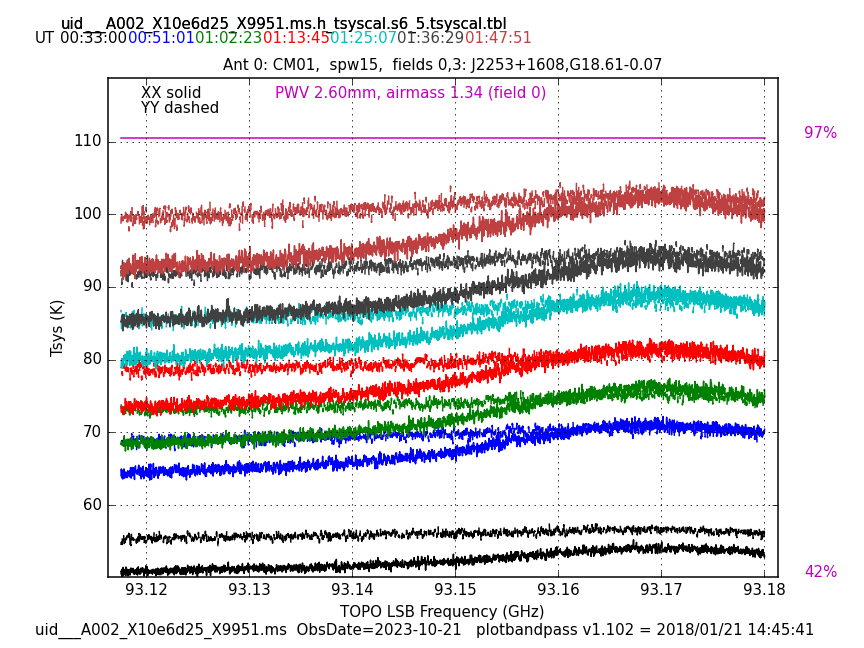 uid___A002_X10e6d25_X9951.ms.h_tsyscal.s6_5.tsyscal.tbl
UT 00:33:00 00:51:01 01:02:23 01:13:45 01:25:07 01:36:29 01:47:51
Ant 0: CM01,  spw15,  fields 0,3: J2253+1608,G18.61-0.07
XX solid
YY dashed
PWV 2.60mm, airmass 1.34 (field 0)
97%
110
100
90
80
70
60
Tsys (K)
42%
93.12 93.13 93.14 93.15 93.16 93.17 93.18
TOPO LSB Frequency (GHz)
uid___A002_X10e6d25_X9951.ms  ObsDate=2023-10-21   plotbandpass v1.102 = 2018/01/21 14:45:41